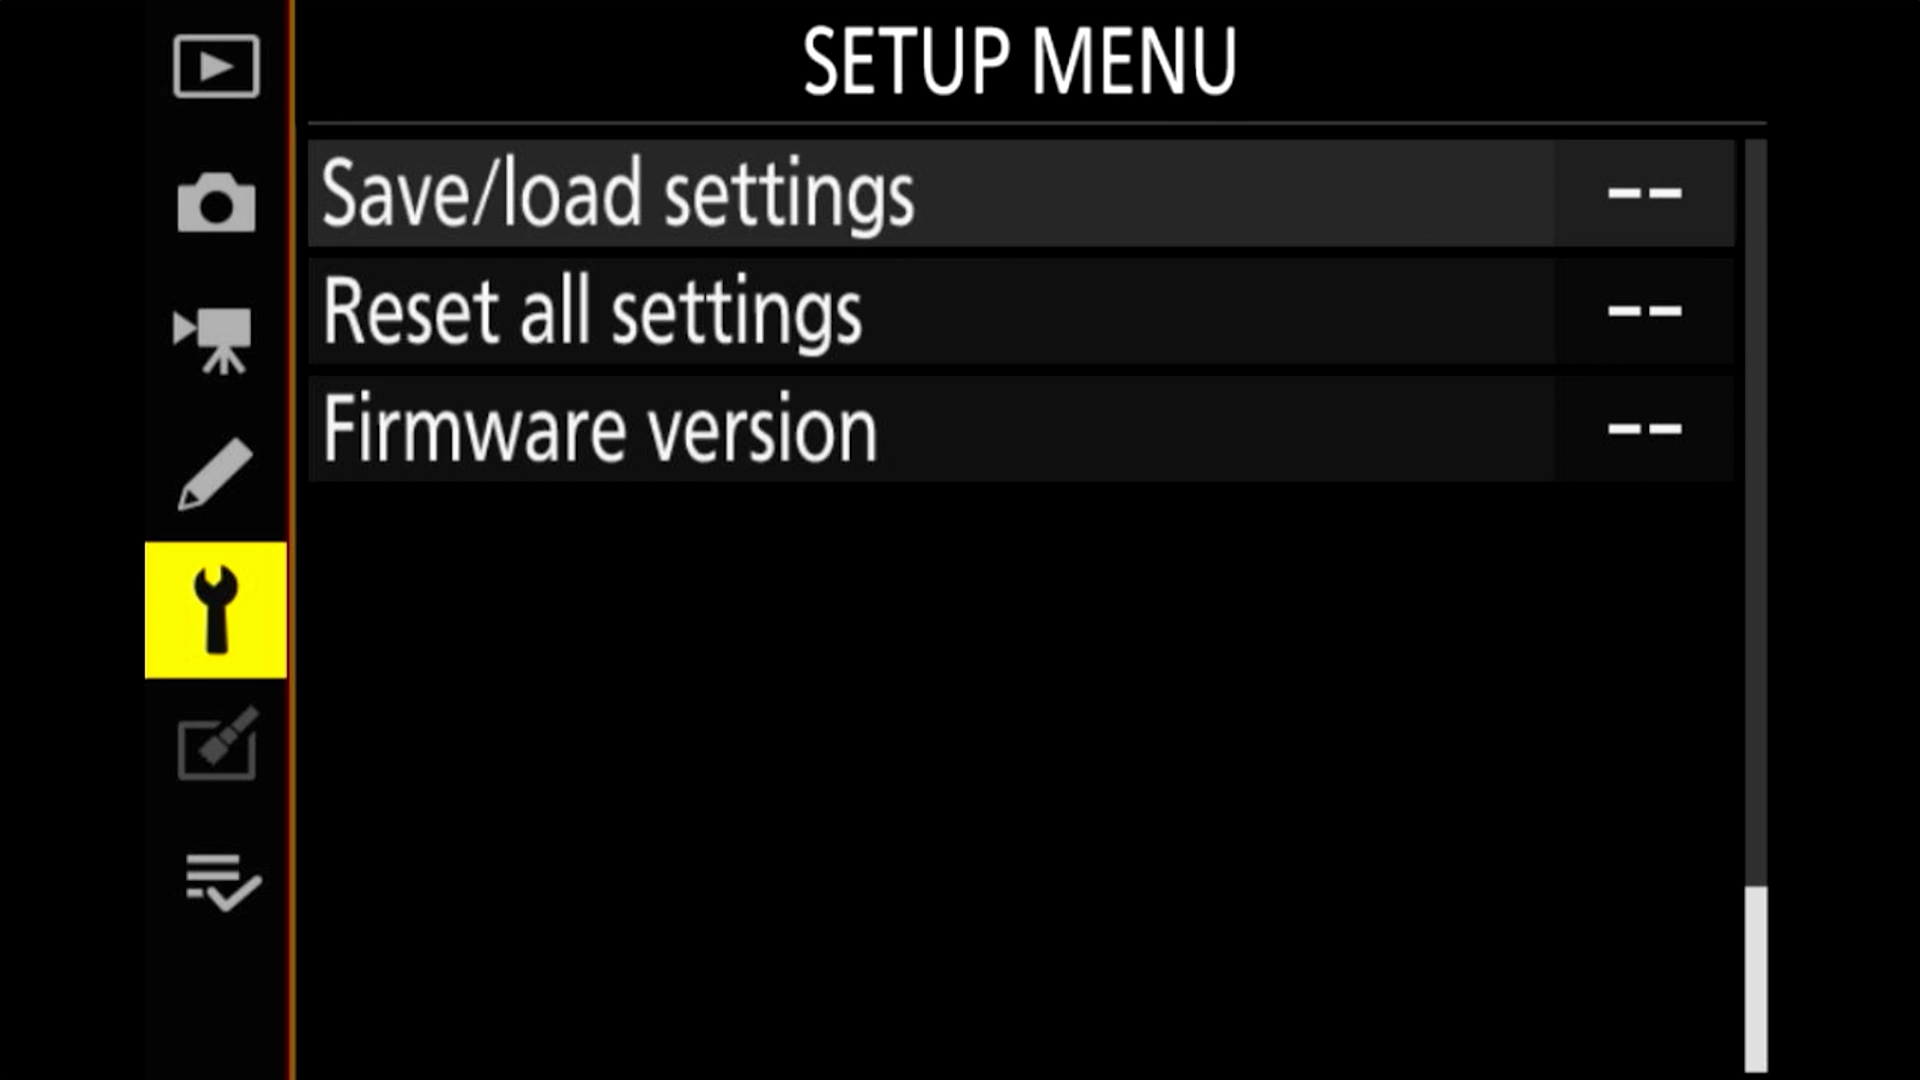 SETUP MENU
Save/load settings --
Reset all settings --
Firmware version --